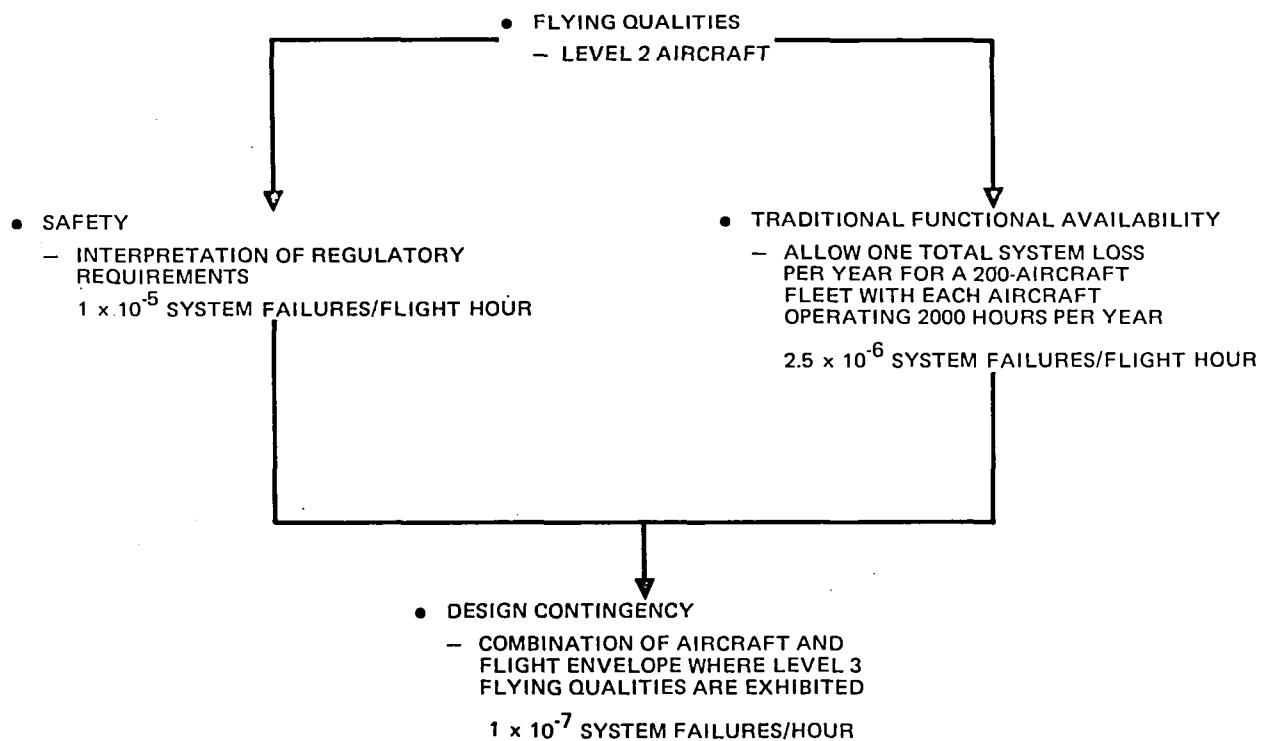 • FLYING QUALITIES
– LEVEL 2 AIRCRAFT
• SAFETY
– INTERPRETATION OF REGULATORY
REQUIREMENTS
1 x 10⁻⁵ SYSTEM FAILURES/FLIGHT HOUR
• TRADITIONAL FUNCTIONAL AVAILABILITY
– ALLOW ONE TOTAL SYSTEM LOSS
PER YEAR FOR A 200-AIRCRAFT
FLEET WITH EACH AIRCRAFT
OPERATING 2000 HOURS PER YEAR
2.5 x 10⁻⁶ SYSTEM FAILURES/FLIGHT HOUR
• DESIGN CONTINGENCY
– COMBINATION OF AIRCRAFT AND
FLIGHT ENVELOPE WHERE LEVEL 3
FLYING QUALITIES ARE EXHIBITED
1 x 10⁻⁷ SYSTEM FAILURES/HOUR